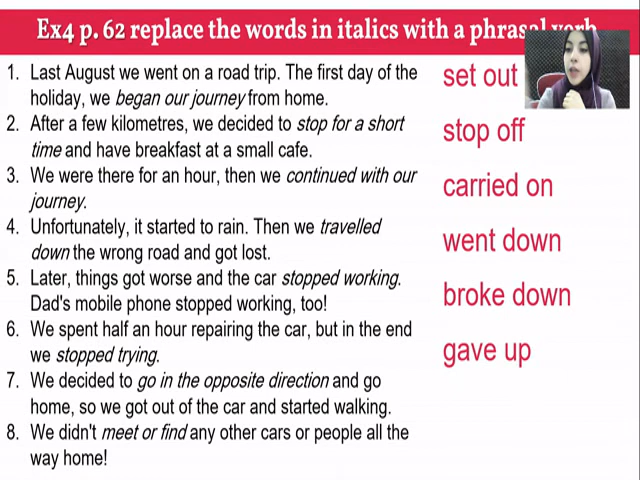 Ex4 p. 62 replace the words in italics with a phrasal verb
1. Last August we went on a road trip. The first day of the
holiday, we began our journey from home.
2. After a few kilometres, we decided to stop for a short
time and have breakfast at a small cafe.
3. We were there for an hour, then we continued with our
journey.
4. Unfortunately, it started to rain. Then we travelled
down the wrong road and got lost.
5. Later, things got worse and the car stopped working.
Dad's mobile phone stopped working, too!
6. We spent half an hour repairing the car, but in the end
we stopped trying.
7. We decided to go in the opposite direction and go
home, so we got out of the car and started walking.
8. We didn't meet or find any other cars or people all the
way home!
set out
stop off
carried on
went down
broke down
gave up